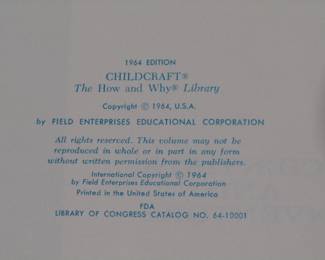 1964 EDITION
CHILDCRAFT®
The How and Why® Library
Copyright © 1964, U.S.A.
by FIELD ENTERPRISES EDUCATIONAL CORPORATION
All rights reserved. This volume may not be
reproduced in whole or in part in any form
without written permission from the publishers.
International Copyright © 1964
by Field Enterprises Educational Corporation
Printed in the United States of America
FDA
LIBRARY OF CONGRESS CATALOG NO. 64-10001